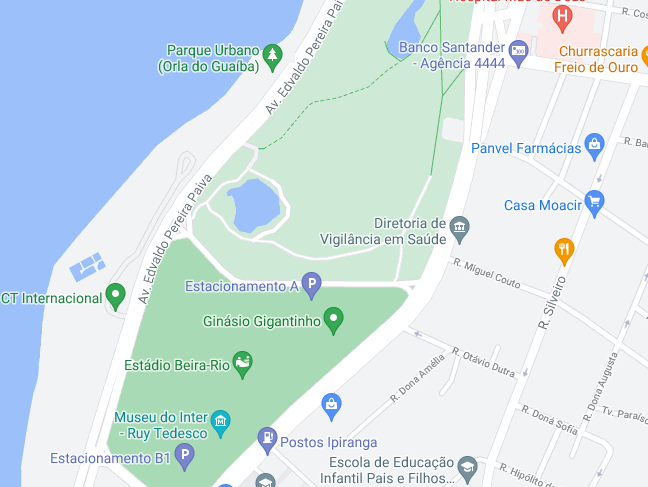 Hospital Mãe de Deus
R. Cos
Parque Urbano
(Orla do Guaíba)
Av. Edvaldo Pereira Paiva
Banco Santander
- Agência 4444
Churrascaria
Freio de Ouro
H
Panvel Farmácias
R. Ba
Casa Moacir
Av. Edvaldo Pereira Paiva
Diretoria de
Vigilância em Saúde
R. Miguel Couto
R. Silveiro
Estacionamento A
P
CT Internacional
Ginásio Gigantinho
R. Otávio Dutra
R. Dona Amélia
R. Dona Augusta
Estádio Beira-Rio
Museu do Inter
- Ruy Tedesco
R. Doná Sofia
Tv. Paraíso
Postos Ipiranga
Estacionamento B1
P
Escola de Educação
Infantil Pais e Filhos...
R. Hipólito da